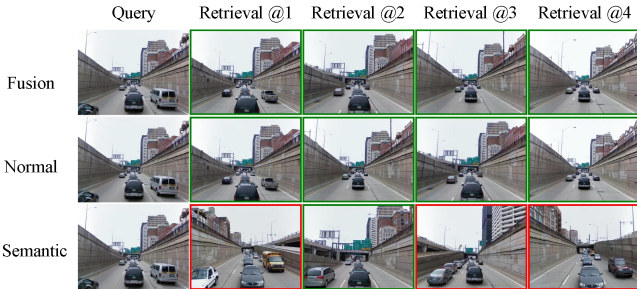 Query Retrieval @1 Retrieval @2 Retrieval @3 Retrieval @4
Fusion
Normal
Semantic